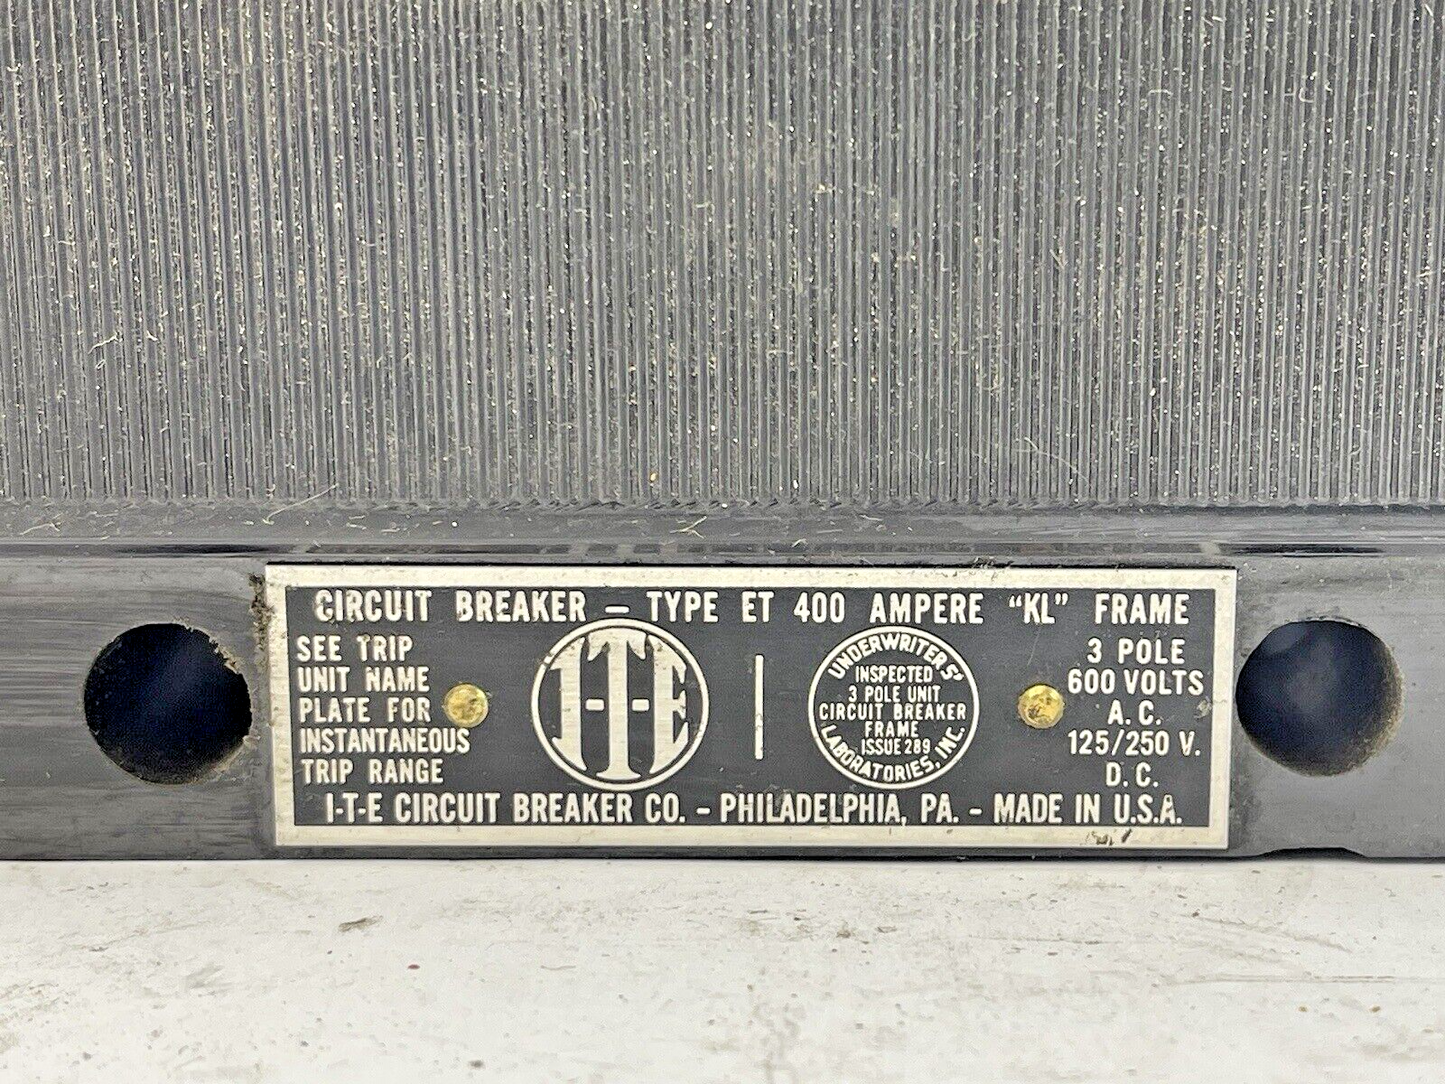 CIRCUIT BREAKER – TYPE ET 400 AMPERE "KL" FRAME
SEE TRIP
UNIT NAME
PLATE FOR
INSTANTANEOUS
TRIP RANGE
I-T-E
UNDERWRITERS'
INSPECTED
3 POLE UNIT
CIRCUIT BREAKER
FRAME
ISSUE 289
LABORATORIES, INC.
3 POLE
600 VOLTS
A.C.
125/250 V.
D.C.
I-T-E CIRCUIT BREAKER CO. - PHILADELPHIA, PA. - MADE IN U.S.A.